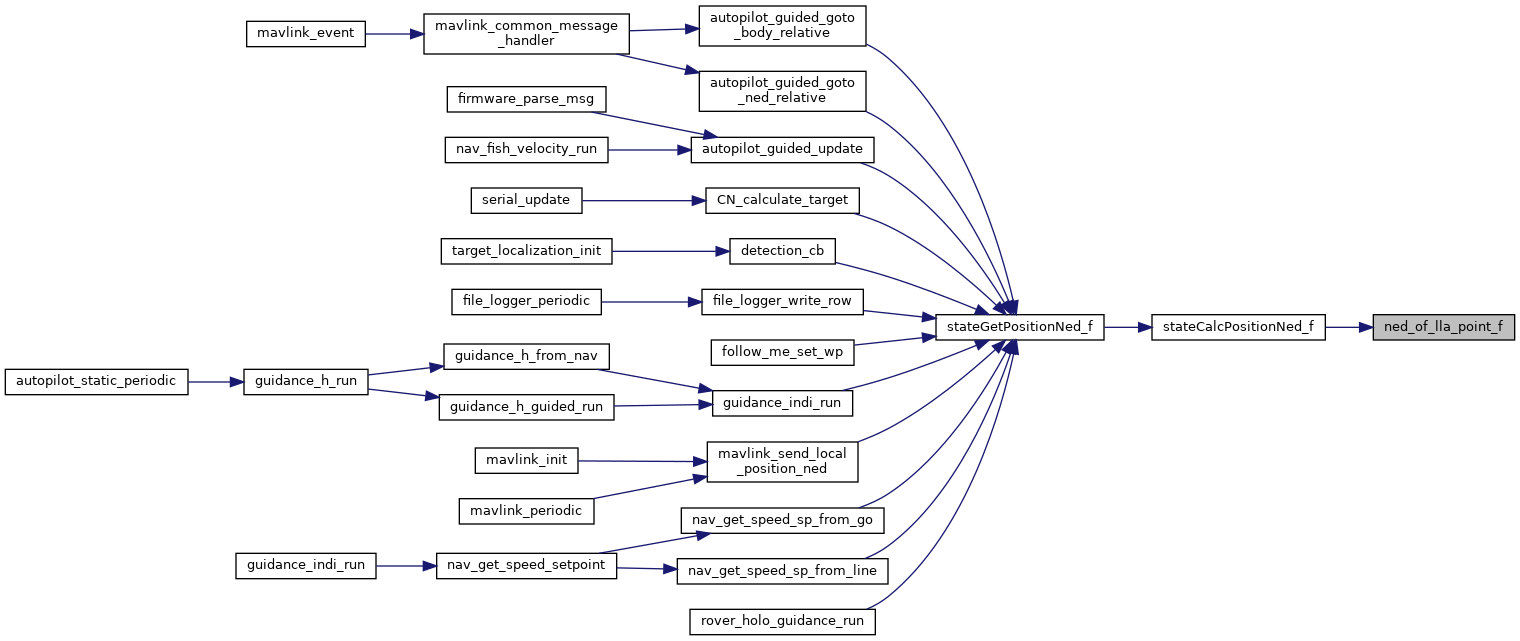 autopilot_guided_goto
_body_relative
mavlink_common_message
_handler
mavlink_event
autopilot_guided_goto
_ned_relative
firmware_parse_msg
autopilot_guided_update
nav_fish_velocity_run
serial_update
CN_calculate_target
target_localization_init
detection_cb
file_logger_periodic
file_logger_write_row
stateGetPositionNed_f
stateCalcPositionNed_f
ned_of_lla_point_f
follow_me_set_wp
guidance_h_from_nav
autopilot_static_periodic
guidance_h_run
guidance_h_guided_run
guidance_indi_run
mavlink_init
mavlink_send_local
_position_ned
mavlink_periodic
nav_get_speed_sp_from_go
guidance_indi_run
nav_get_speed_setpoint
nav_get_speed_sp_from_line
rover_holo_guidance_run